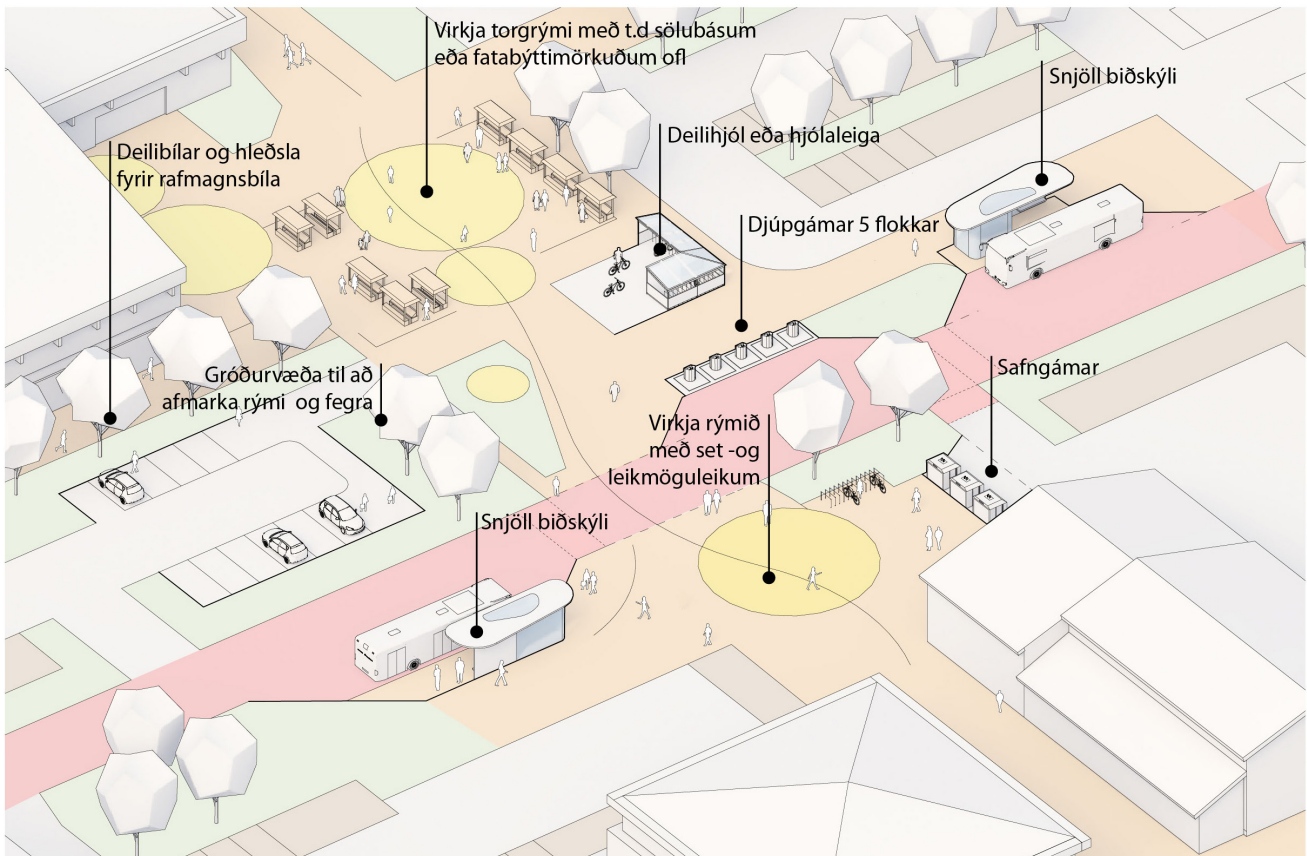 Virkja torgrými með t.d sölubásum
eða fatabýttimörkuðum ofl
Snjöll biðskýli
Deilihjól eða hjólaleiga
Deilibílar og hleðsla
fyrir rafmagnsbíla
Djúpgámar 5 flokkar
Gróðurvæða til að
afmarka rými og fegra
Safngámar
Virkja rýmið
með set -og
leikmöguleikum
Snjöll biðskýli